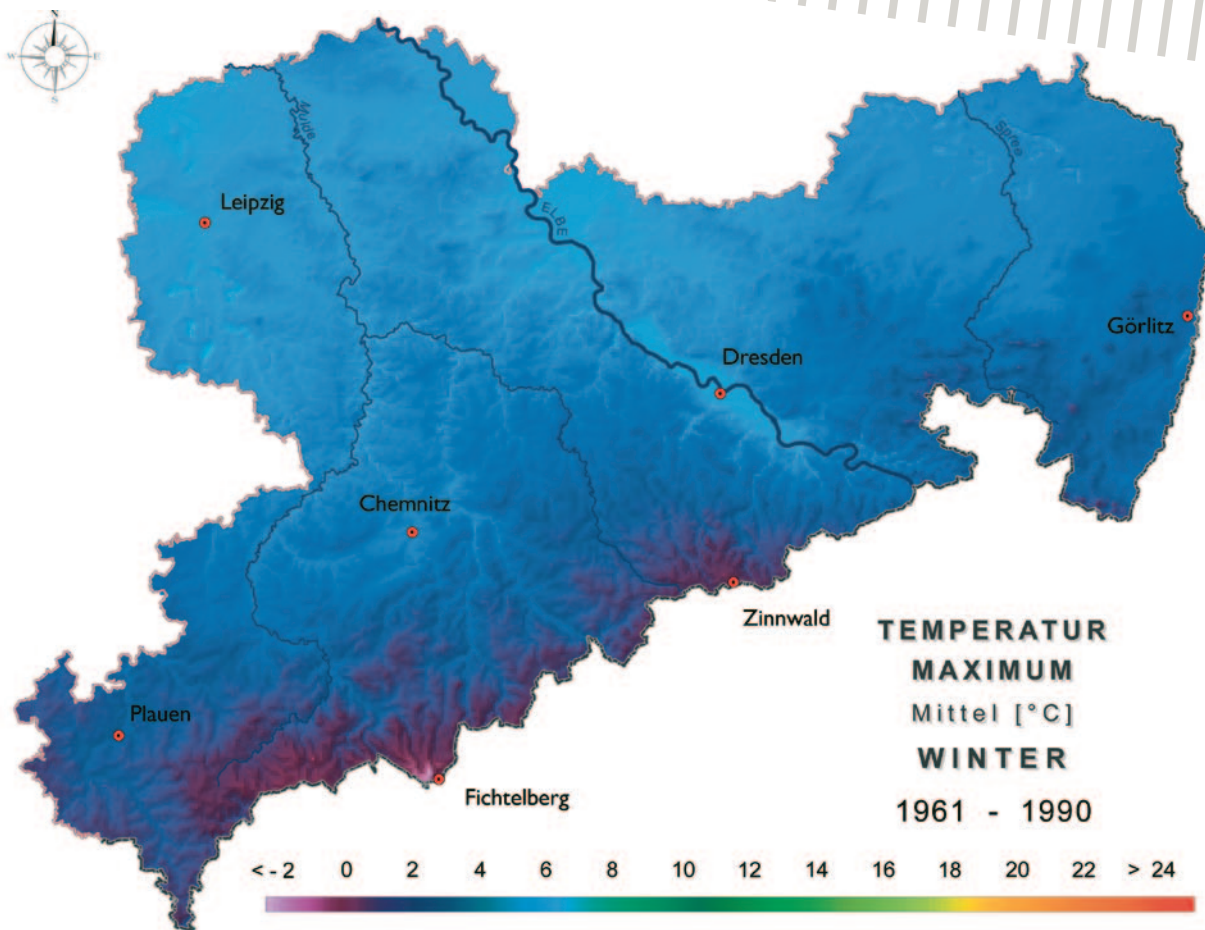 N
W E
S
Mulde
Spree
Leipzig
ELBE
Görlitz
Dresden
Chemnitz
Zinnwald
Plauen
Fichtelberg
TEMPERATUR
MAXIMUM
Mittel [°C]
WINTER
1961 - 1990
< - 2 0 2 4 6 8 10 12 14 16 18 20 22 > 24